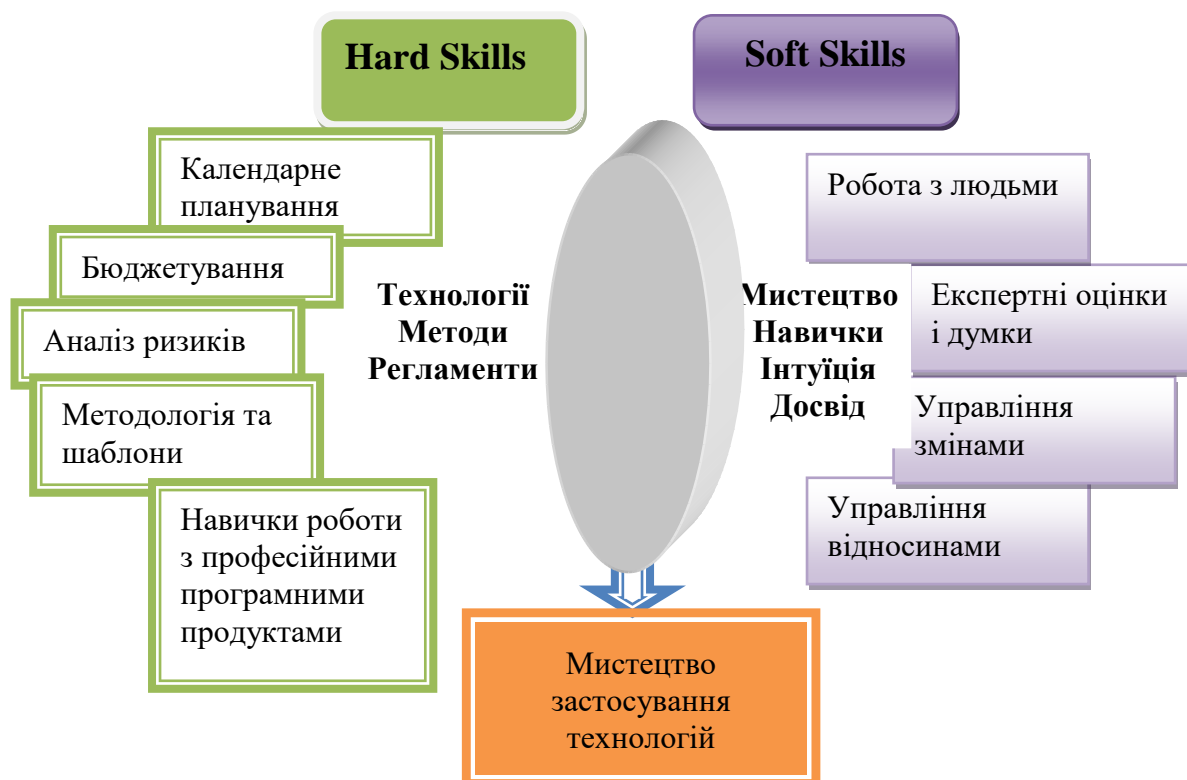 Hard Skills
Soft Skills
Календарне
планування
Бюджетування
Аналіз ризиків
Методологія та
шаблони
Навички роботи
з професійними
програмними
продуктами
Технології
Методи
Регламенти
Мистецтво
Навички
Інтуїція
Досвід
Робота з людьми
Експертні оцінки
і думки
Управління
змінами
Управління
відносинами
Мистецтво
застосування
технологій